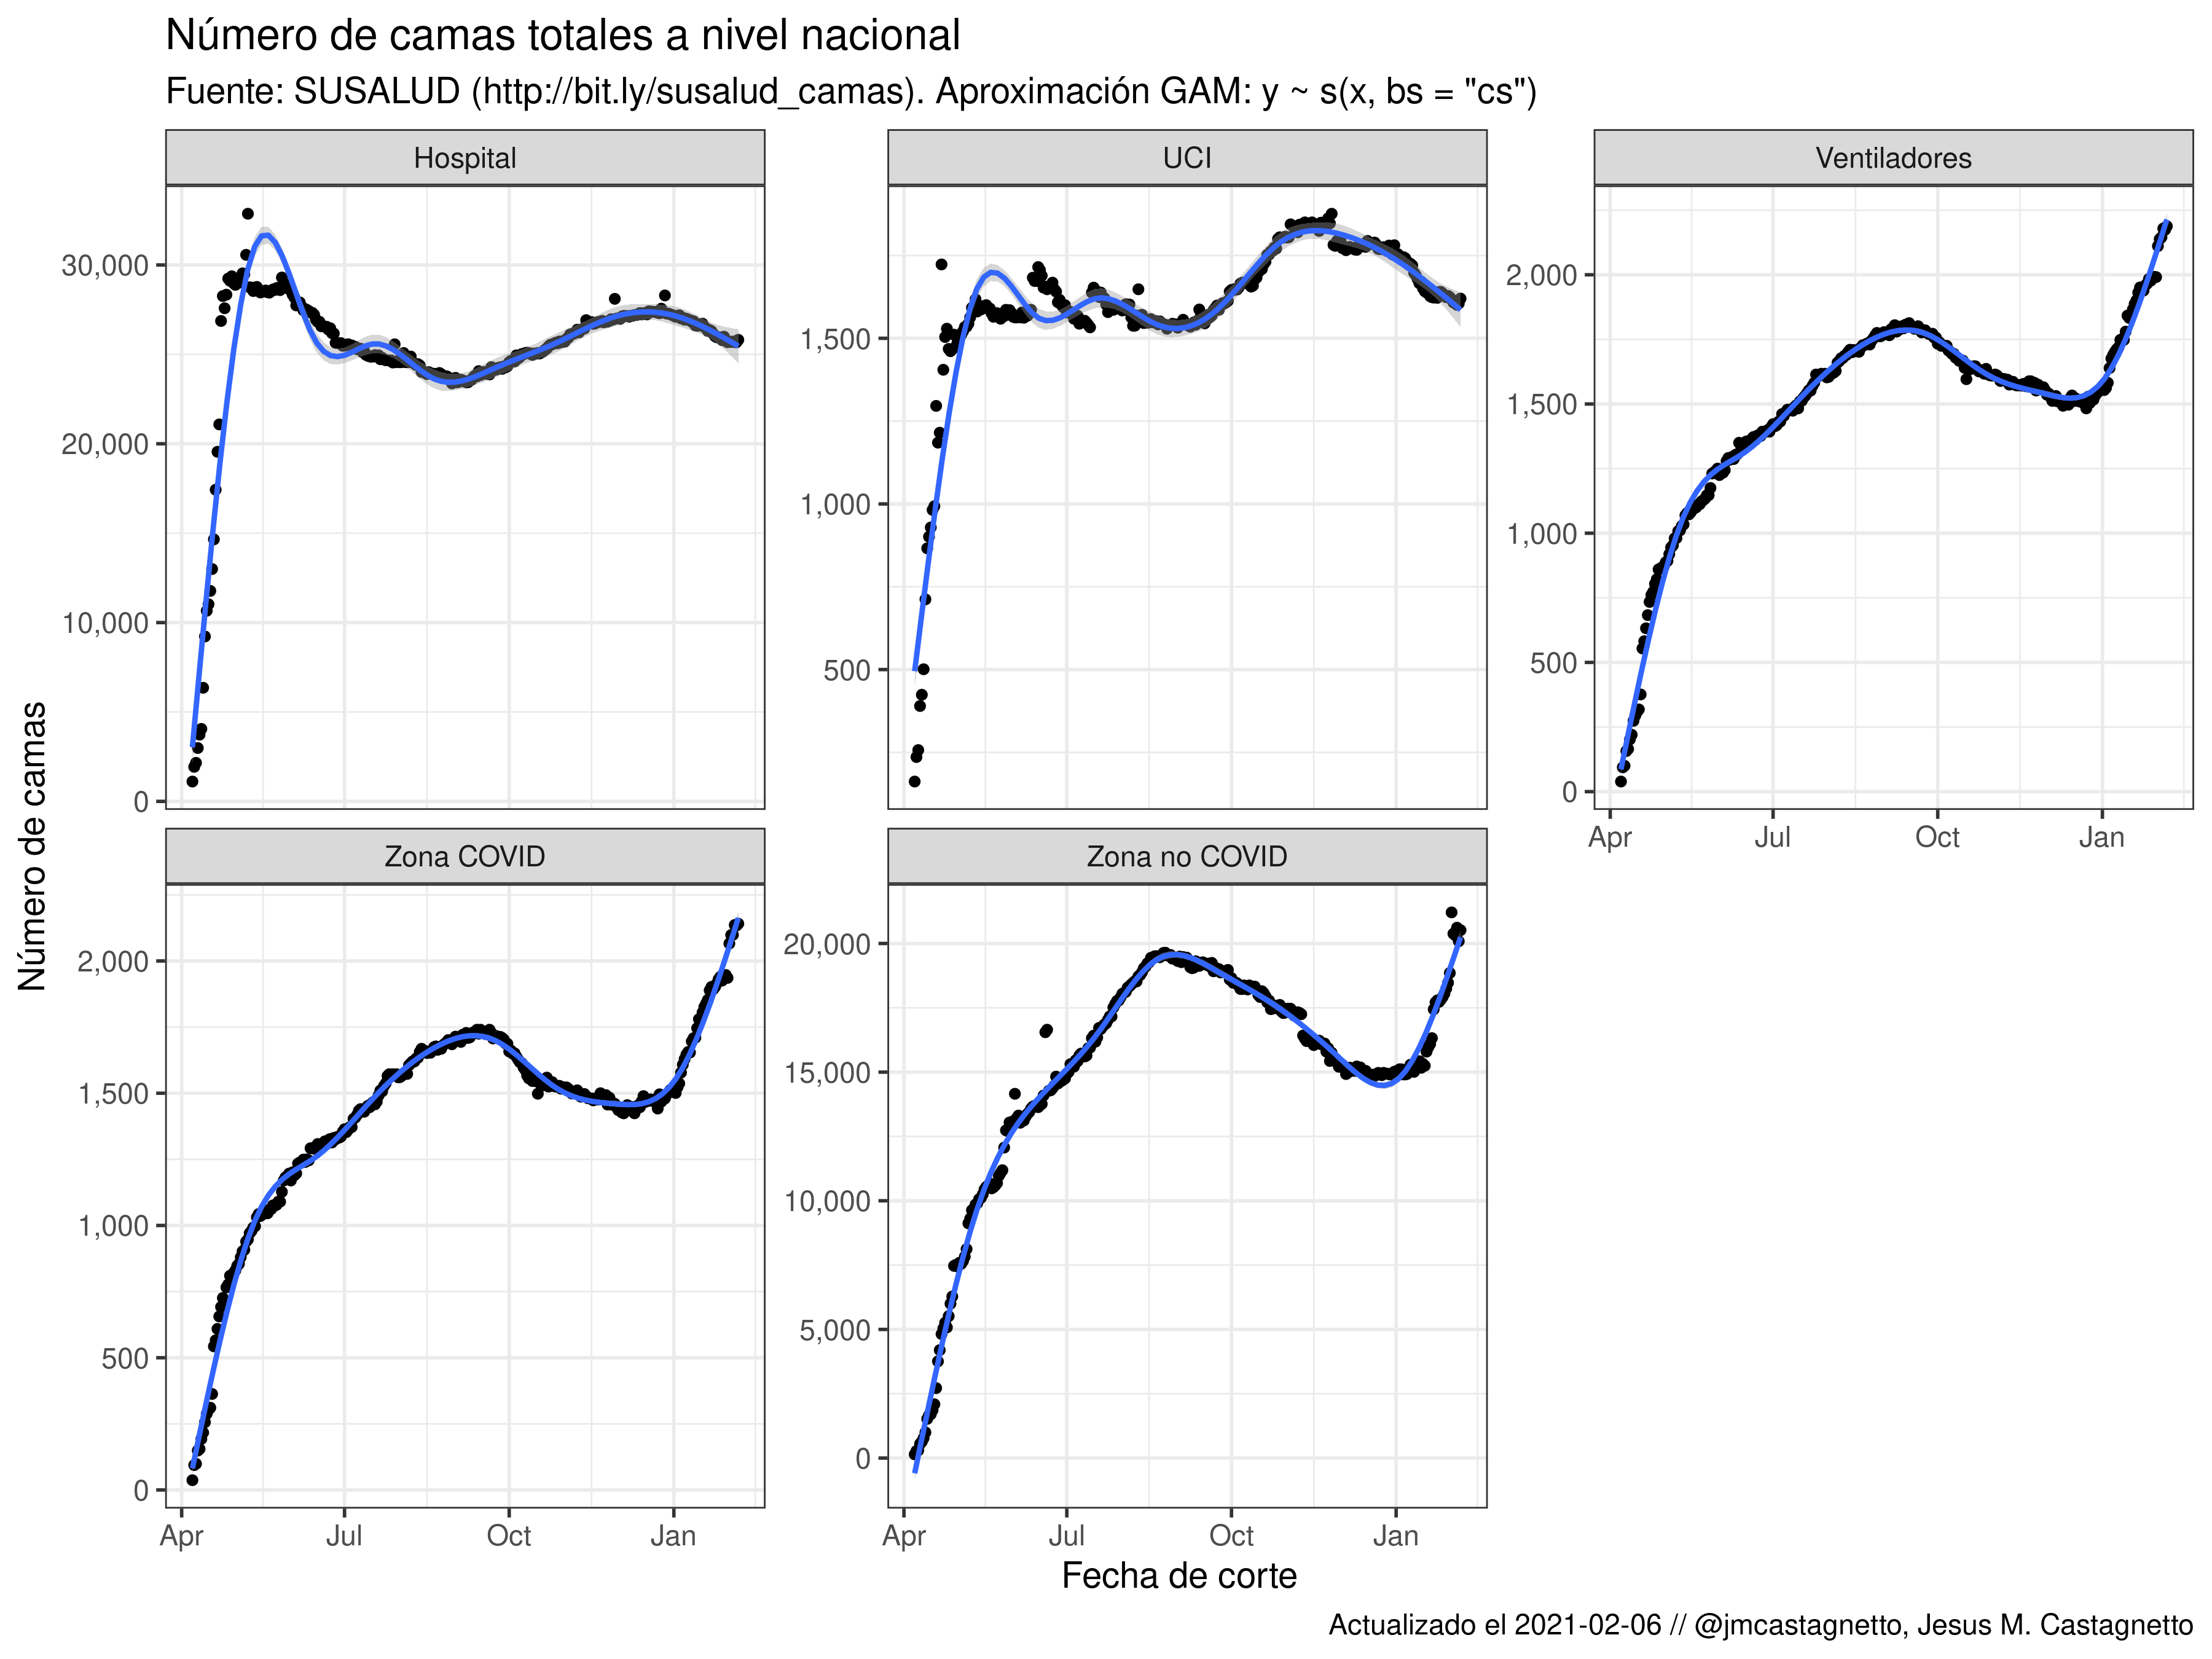 Número de camas totales a nivel nacional
Fuente: SUSALUD (http://bit.ly/susalud_camas). Aproximación GAM: y ~ s(x, bs = "cs")
Hospital
UCI
Ventiladores
30,000
20,000
10,000
0
1,500
1,000
500
2,000
1,500
1,000
500
0
Apr
Jul
Oct
Jan
Número de camas
Zona COVID
Zona no COVID
2,000
1,500
1,000
500
0
20,000
15,000
10,000
5,000
0
Apr
Jul
Oct
Jan
Apr
Jul
Oct
Jan
Fecha de corte
Actualizado el 2021-02-06 // @jmcastagnetto, Jesus M. Castagnetto